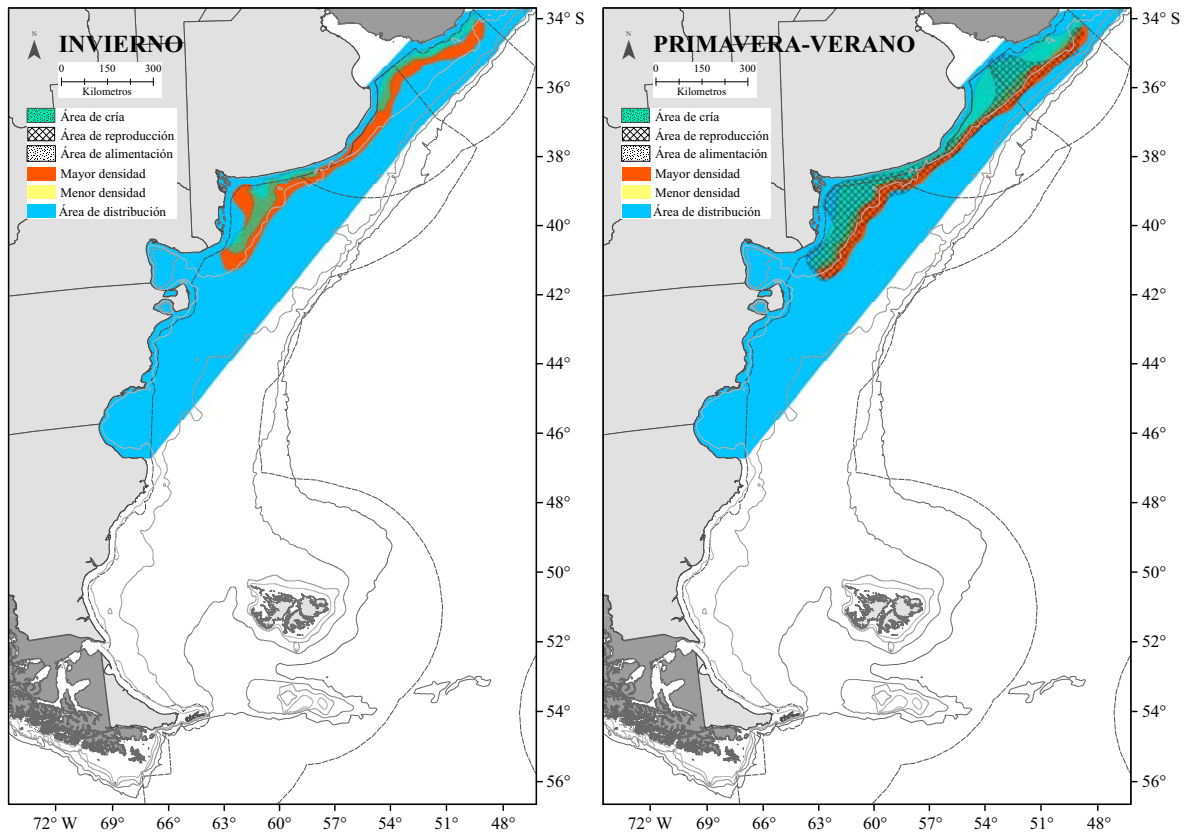 INVIERNO
N
0 150 300
Kilometros
Área de cría
Área de reproducción
Área de alimentación
Mayor densidad
Menor densidad
Área de distribución
72° W 69° 66° 63° 60° 57° 54° 51° 48°
PRIMAVERA-VERANO
N
0 150 300
Kilometros
Área de cría
Área de reproducción
Área de alimentación
Mayor densidad
Menor densidad
Área de distribución
34° S
36°
38°
40°
42°
44°
46°
48°
50°
52°
54°
56°
34° S
36°
38°
40°
42°
44°
46°
48°
50°
52°
54°
56°
72° W 69° 66° 63° 60° 57° 54° 51° 48°